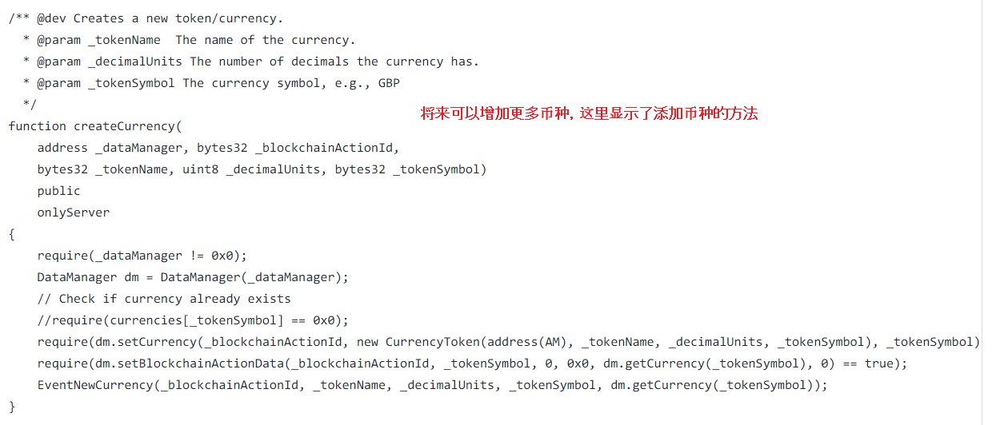 /** @dev Creates a new token/currency.
* @param _tokenName  The name of the currency.
* @param _decimalUnits The number of decimals the currency has.
* @param _tokenSymbol The currency symbol, e.g., GBP
*/
将来可以增加更多币种, 这里显示了添加币种的方法
function createCurrency(
address _dataManager, bytes32 _blockchainActionId,
bytes32 _tokenName, uint8 _decimalUnits, bytes32 _tokenSymbol)
public
onlyServer
{
require(_dataManager != 0x0);
DataManager dm = DataManager(_dataManager);
// Check if currency already exists
//require(currencies[_tokenSymbol] == 0x0);
require(dm.setCurrency(_blockchainActionId, new CurrencyToken(address(AM), _tokenName, _decimalUnits, _tokenSymbol), _tokenSymbol)
require(dm.setBlockchainActionData(_blockchainActionId, _tokenSymbol, 0, 0x0, dm.getCurrency(_tokenSymbol), 0) == true);
EventNewCurrency(_blockchainActionId, _tokenName, _decimalUnits, _tokenSymbol, dm.getCurrency(_tokenSymbol));
}